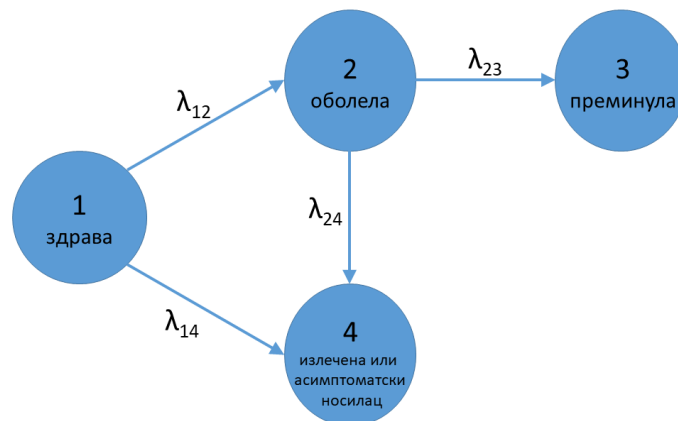 1
здрава
λ12
2
оболела
λ23
3
преминула
λ24
λ14
4
излечена или
асимптоматски
носилац